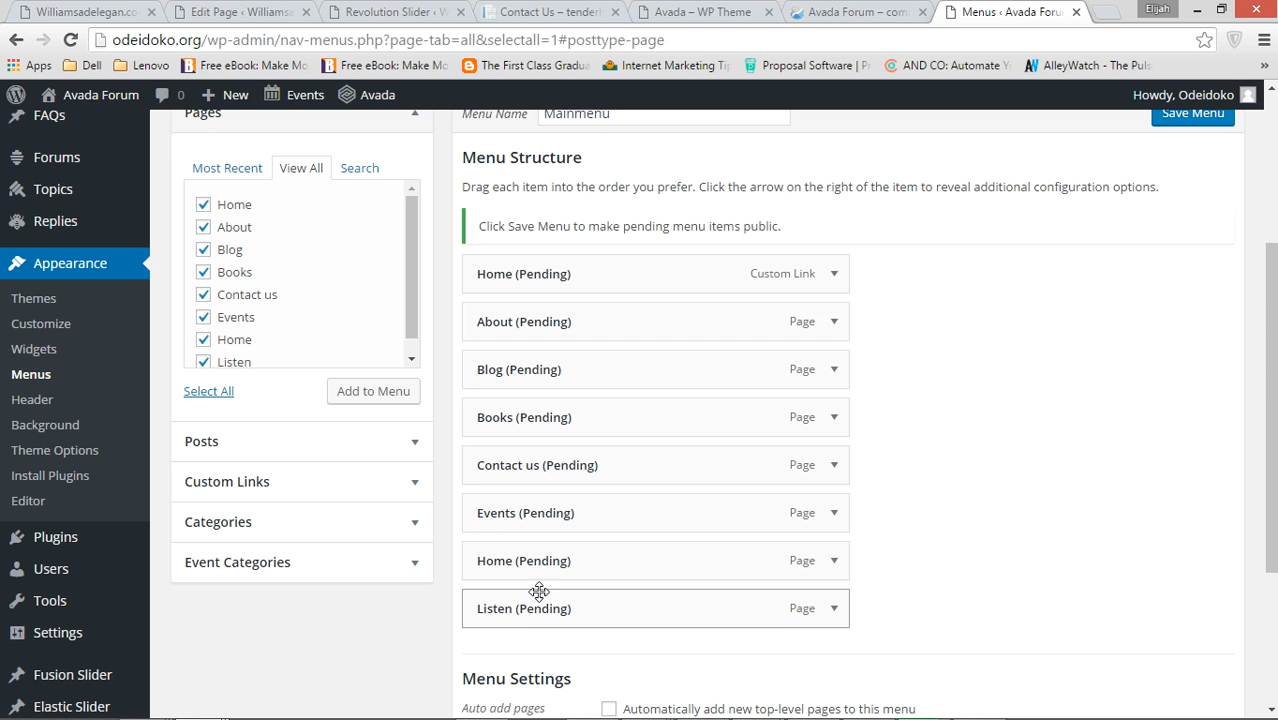 Williamsadelegan.co
Edit Page ‹ Williams
Revolution Slider ‹ W
Contact Us – tender
Avada – WP Theme
Avada Forum – com
Menus ‹ Avada Foru
Elijah
odeidoko.org/wp-admin/nav-menus.php?page-tab=all&selectall=1#posttype-page
Apps
Dell
Lenovo
Free eBook: Make Mo
Free eBook: Make Mo
The First Class Gradua
Internet Marketing Ti
Proposal Software | P
AND CO: Automate Y
AlleyWatch - The Puls
»
Avada Forum
0
New
Events
Avada
Howdy, Odeidoko
FAQs
Forums
Topics
Replies
Appearance
Themes
Customize
Widgets
Menus
Header
Background
Theme Options
Install Plugins
Editor
Plugins
Users
Tools
Settings
Fusion Slider
Elastic Slider
Pages
Most Recent
View All
Search
Home
About
Blog
Books
Contact us
Events
Home
Listen
Select All
Add to Menu
Posts
Custom Links
Categories
Event Categories
Menu Name
Mainmenu
Save Menu
Menu Structure
Drag each item into the order you prefer. Click the arrow on the right of the item to reveal additional configuration options.
Click Save Menu to make pending menu items public.
Home (Pending) Custom Link
About (Pending) Page
Blog (Pending) Page
Books (Pending) Page
Contact us (Pending) Page
Events (Pending) Page
Home (Pending) Page
Listen (Pending) Page
Menu Settings
Auto add pages
Automatically add new top-level pages to this menu